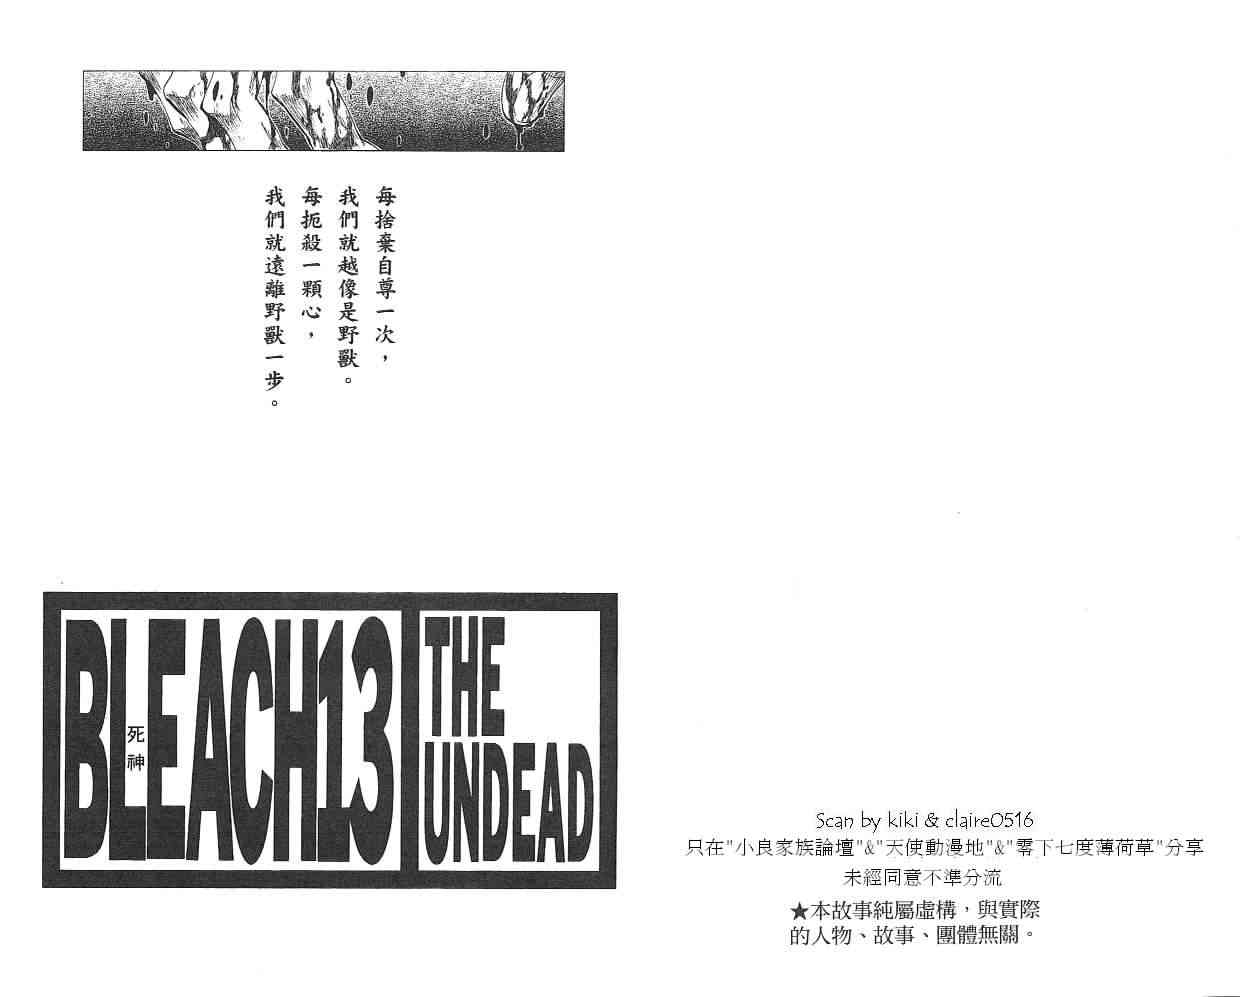 每捨棄自尊一次，
我們就越像是野獸。
每扼殺一顆心，
我們就遠離野獸一步。
BLEACH13
死神
THE
UNDEAD
Scan by kiki & claire0516
只在"小良家族論壇"&"天使動漫地"&"零下七度薄荷草"分享
未經同意不準分流
★本故事純屬虛構，與實際
的人物、故事、團體無關。